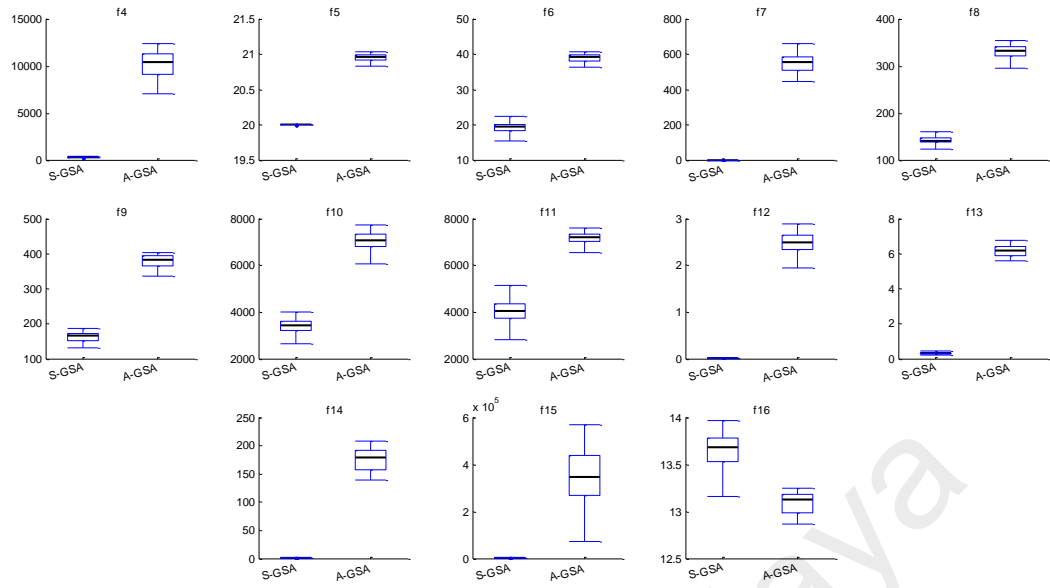 f4 f5 f6 f7 f8
15000 21.5 50 800 400
10000 21 40 600 300
20.5 30 400
5000 20 20 200 200
0 19.5 10 0 100
S-GSA A-GSA S-GSA A-GSA S-GSA A-GSA S-GSA A-GSA S-GSA A-GSA
f9 f10 f11 f12 f13
500 8000 8000 3 8
400 6000 6000 2 6
300 4
200 4000 4000 1 2
100 2000 2000 0 0
S-GSA A-GSA S-GSA A-GSA S-GSA A-GSA S-GSA A-GSA S-GSA A-GSA
x 10^5
f14 f15 f16
250 6 14
200 13.5
150 4
100 2 13
50
0 0 12.5
S-GSA A-GSA S-GSA A-GSA S-GSA A-GSA
aya